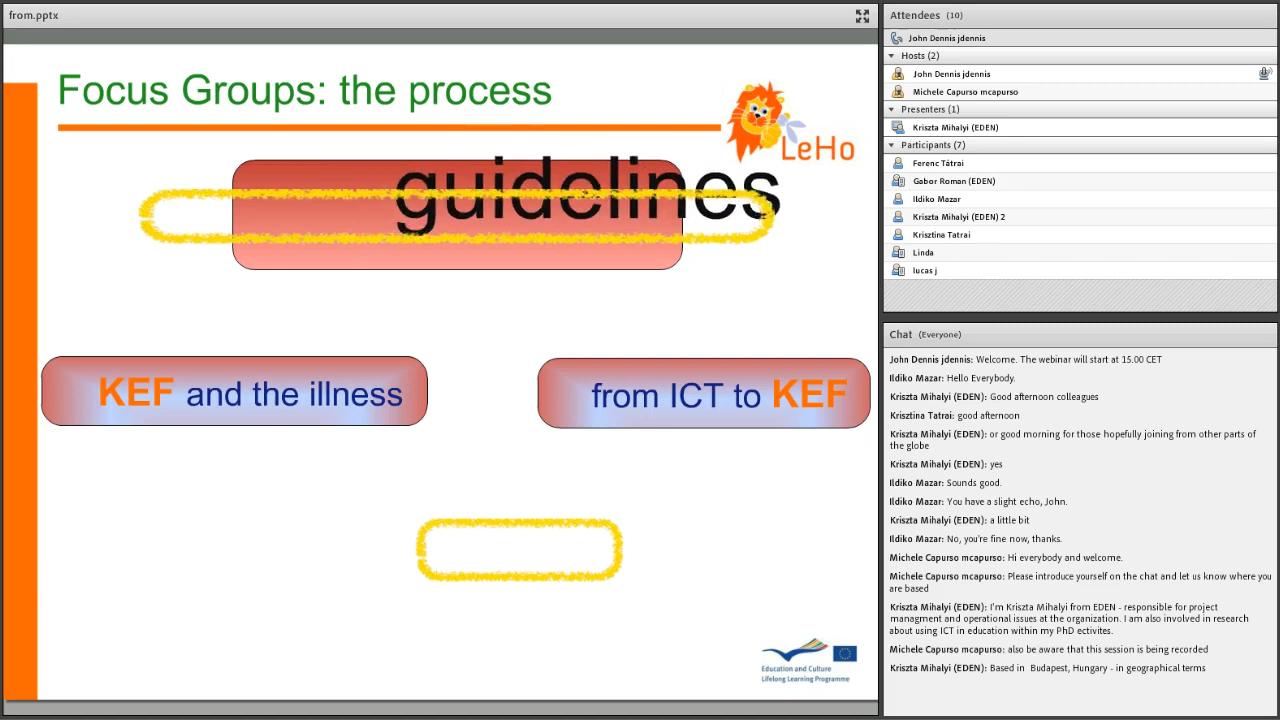 from.pptx
Focus Groups: the process
LeHo
guidelines
KEF and the illness
from ICT to KEF
Education and Culture
Lifelong Learning Programme
Attendees (10)
John Dennis jdennis
Hosts (2)
John Dennis jdennis
Michele Capurso mcapurso
Presenters (1)
Kriszta Mihalyi (EDEN)
Participants (7)
Ferenc Tátrai
Gabor Roman (EDEN)
Ildiko Mazar
Kriszta Mihalyi (EDEN) 2
Krisztina Tatrai
Linda
lucas j
Chat (Everyone)
John Dennis jdennis: Welcome. The webinar will start at 15.00 CET
Ildiko Mazar: Hello Everybody.
Kriszta Mihalyi (EDEN): Good afternoon colleagues
Krisztina Tatrai: good afternoon
Kriszta Mihalyi (EDEN): or good morning for those hopefully joining from other parts of
the globe
Kriszta Mihalyi (EDEN): yes
Ildiko Mazar: Sounds good.
Ildiko Mazar: You have a slight echo, John.
Kriszta Mihalyi (EDEN): a little bit
Ildiko Mazar: No, you're fine now, thanks.
Michele Capurso mcapurso: Hi everybody and welcome.
Michele Capurso mcapurso: Please introduce yourself on the chat and let us know where you
are based
Kriszta Mihalyi (EDEN): I'm Kriszta Mihalyi from EDEN - responsible for project
managment and operational issues at the organization. I am also involved in research
about using ICT in education within my PhD ectivites.
Michele Capurso mcapurso: also be aware that this session is being recorded
Kriszta Mihalyi (EDEN): Based in Budapest, Hungary - in geographical terms